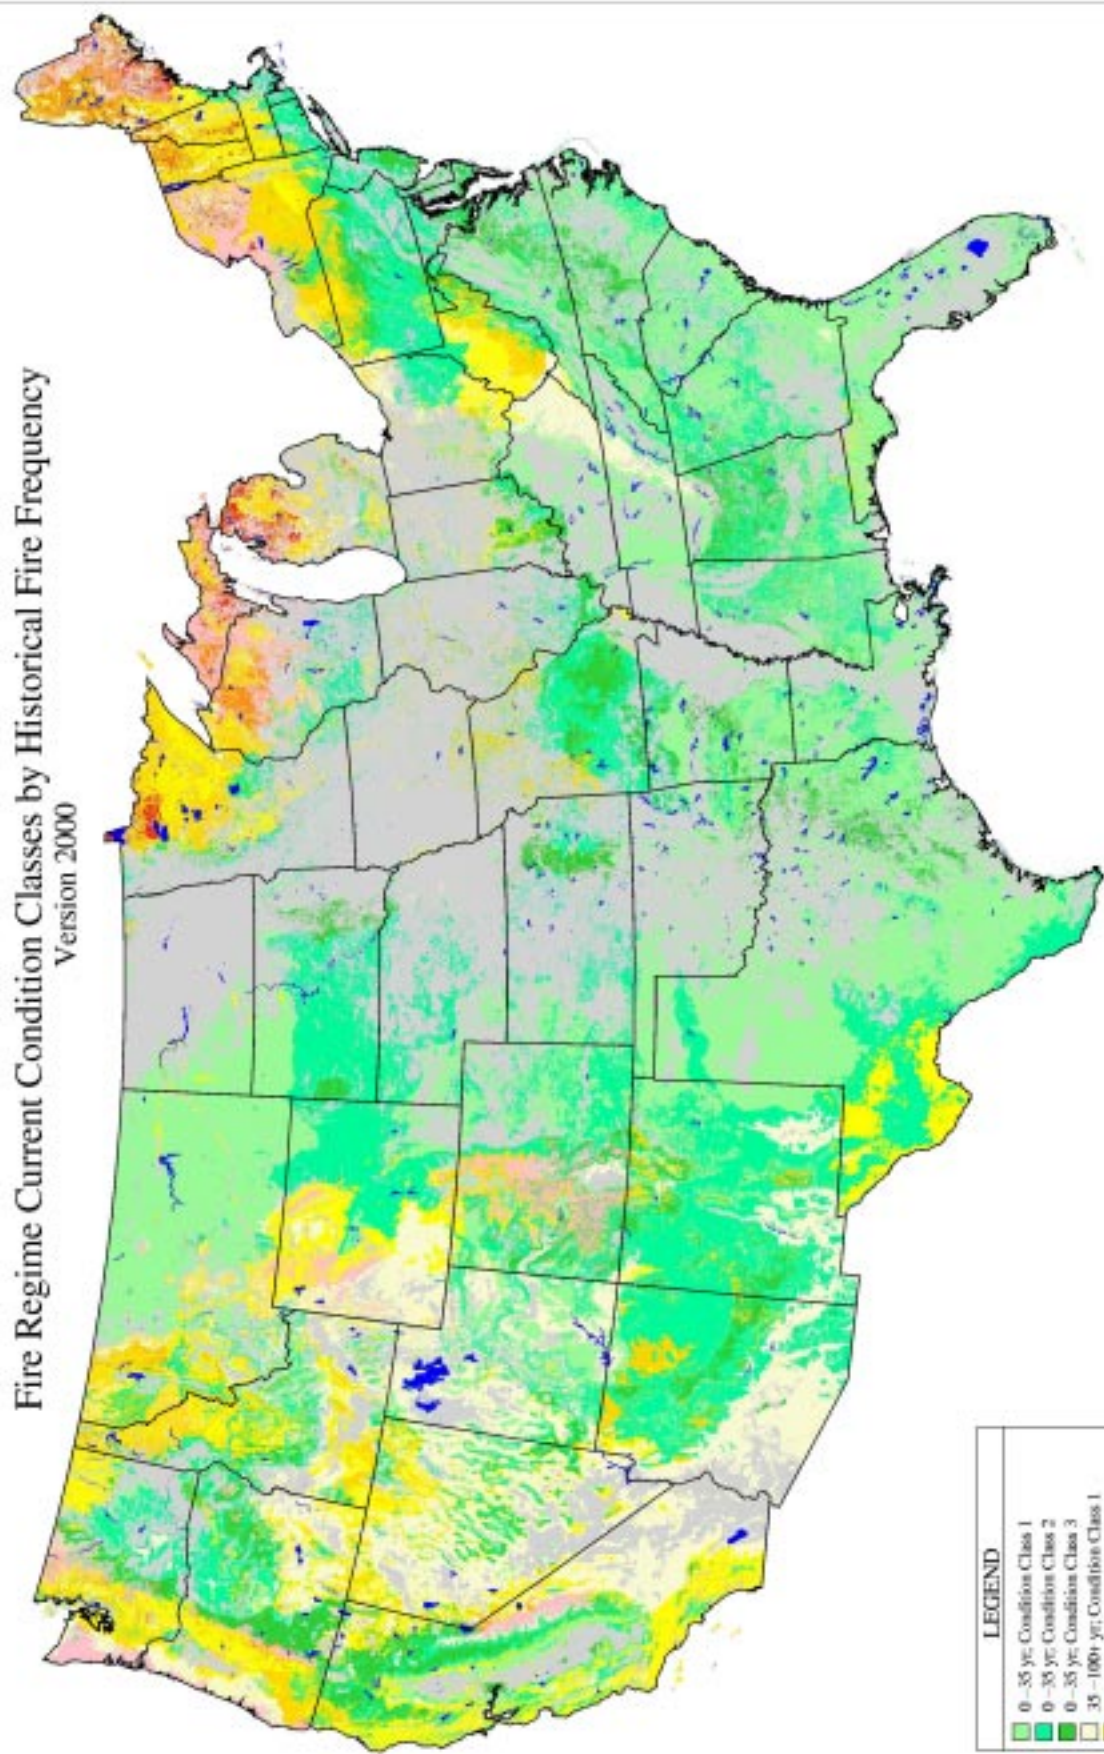 Fire Regime Current Condition Classes by Historical Fire Frequency
Version 2000
LEGEND
0–35 yr; Condition Class 1
0–35 yr; Condition Class 2
0–35 yr; Condition Class 3
35–100+ yr; Condition Class 1